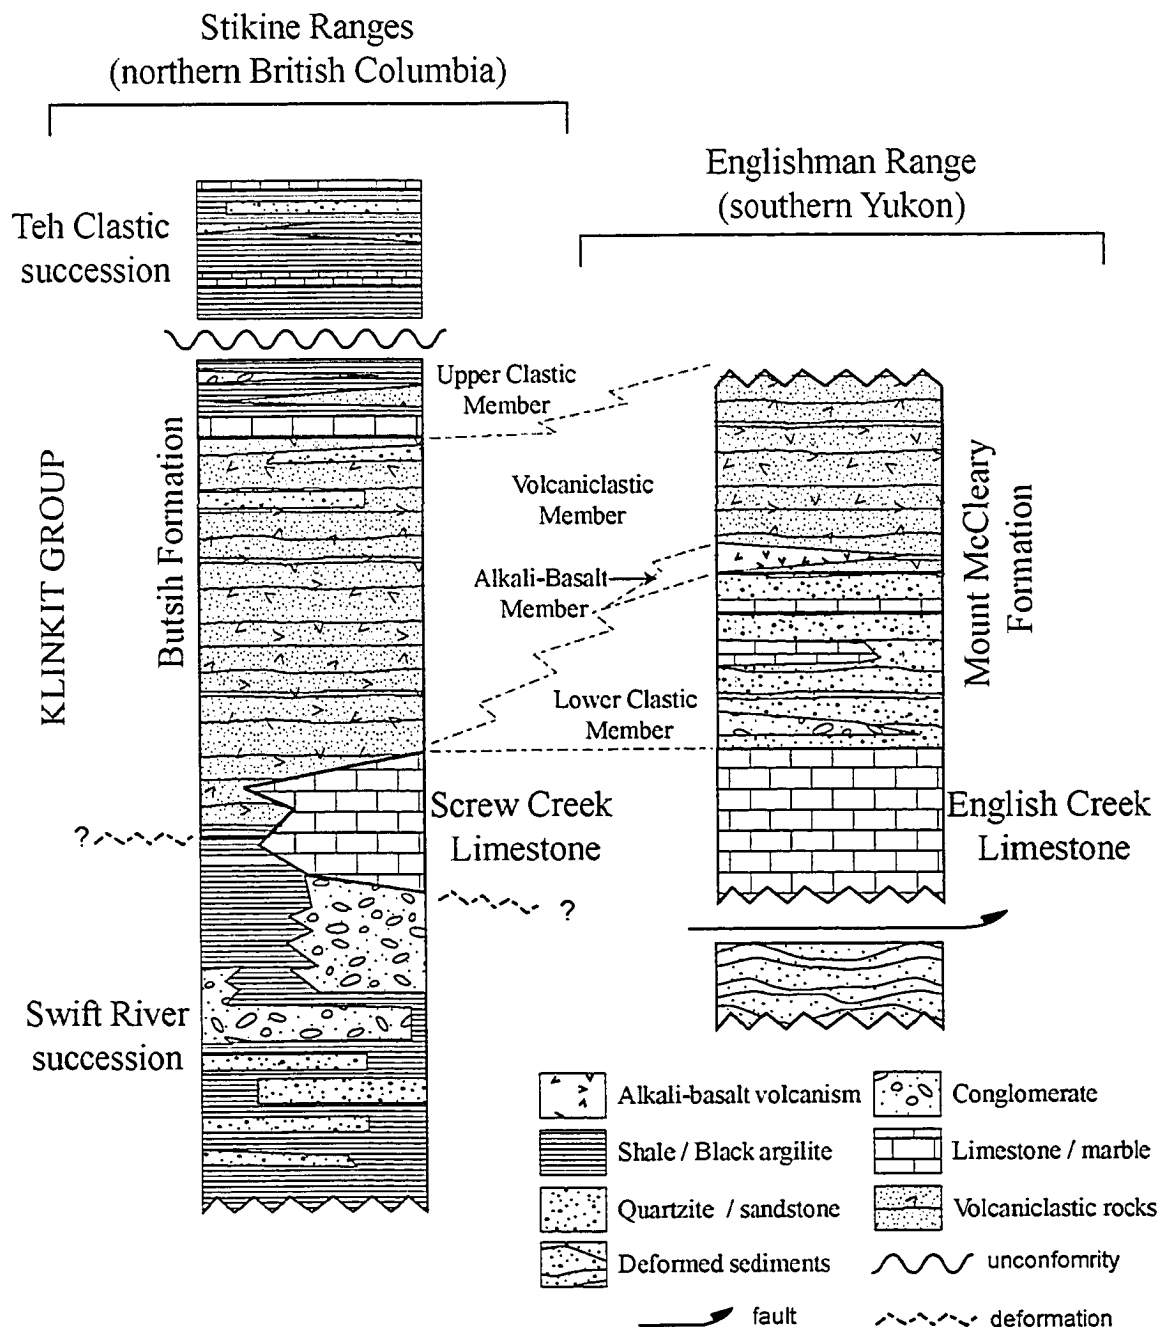 Stikine Ranges
(northern British Columbia)
Englishman Range
(southern Yukon)
Teh Clastic
succession
Upper Clastic
Member
KLINKIT GROUP
Butsih Formation
Volcaniclastic
Member
Alkali-Basalt
Member
Mount McCleary
Formation
Lower Clastic
Member
Screw Creek
Limestone
English Creek
Limestone
?
?
Swift River
succession
Alkali-basalt volcanism
Conglomerate
Shale / Black argilite
Limestone / marble
Quartzite / sandstone
Volcaniclastic rocks
Deformed sediments
unconfomrity
fault
deformation